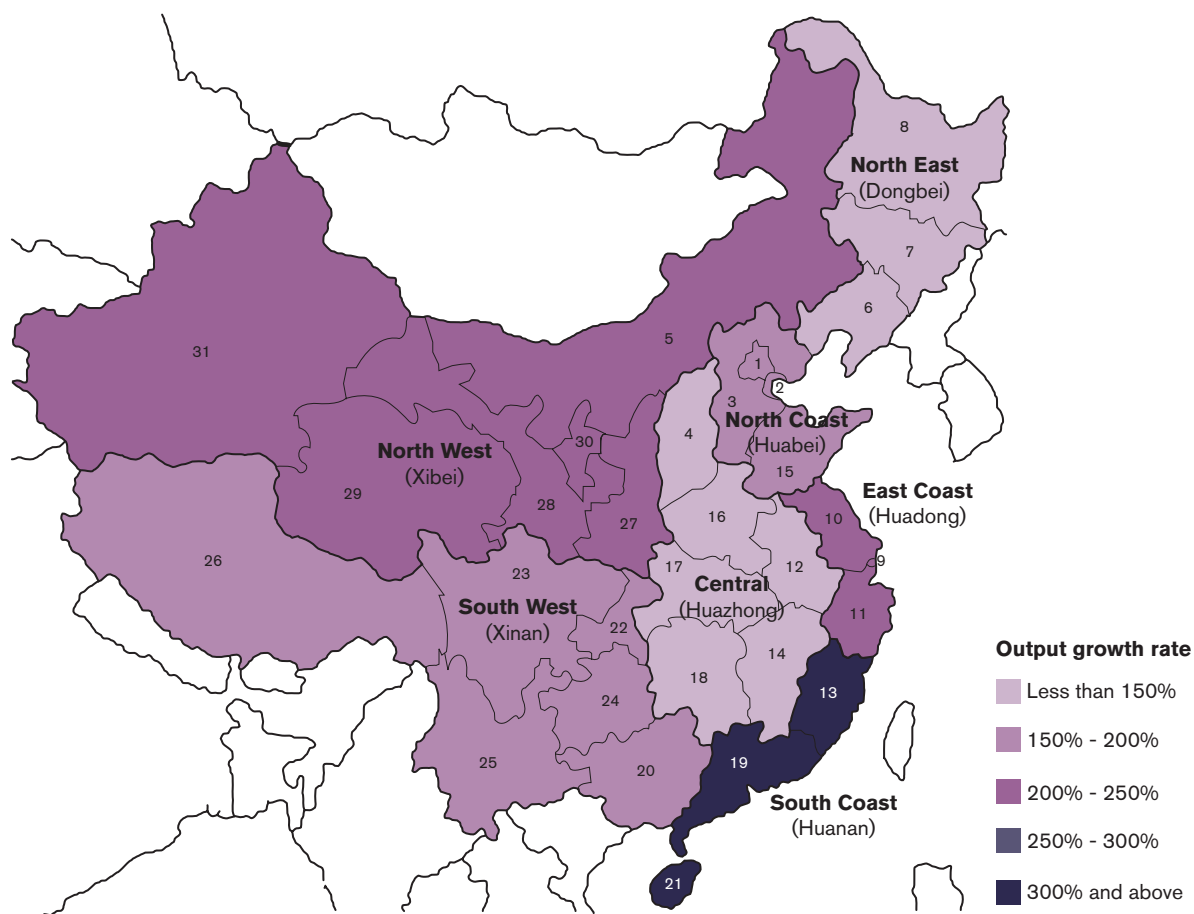 8
North East
(Dongbei)
7
6
5
31
1
2
3
North Coast
(Huabei)
4
15
30
North West
(Xibei)
29
28
27
East Coast
(Huadong)
10
16
9
26
23
17
12
Central
(Huazhong)
South West
(Xinan)
11
22
14
18
13
24
25
20
19
South Coast
(Huanan)
21
Output growth rate
Less than 150%
150% - 200%
200% - 250%
250% - 300%
300% and above